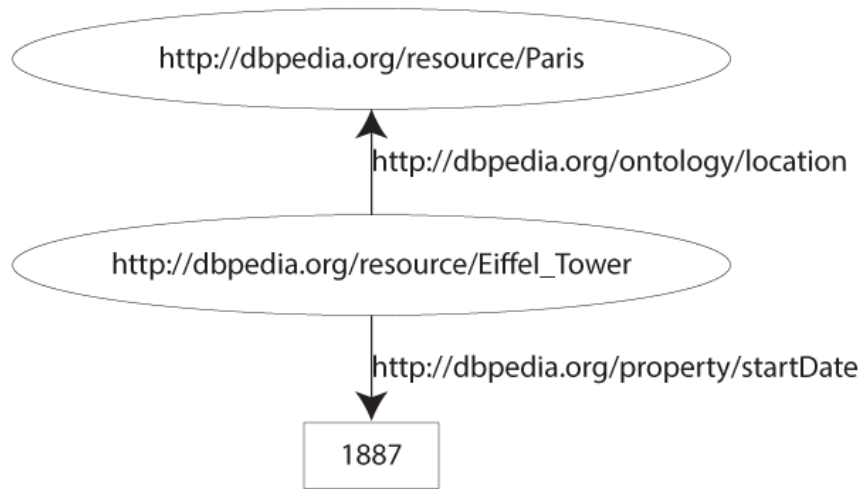 http://dbpedia.org/resource/Paris
http://dbpedia.org/ontology/location
http://dbpedia.org/resource/Eiffel_Tower
http://dbpedia.org/property/startDate
1887